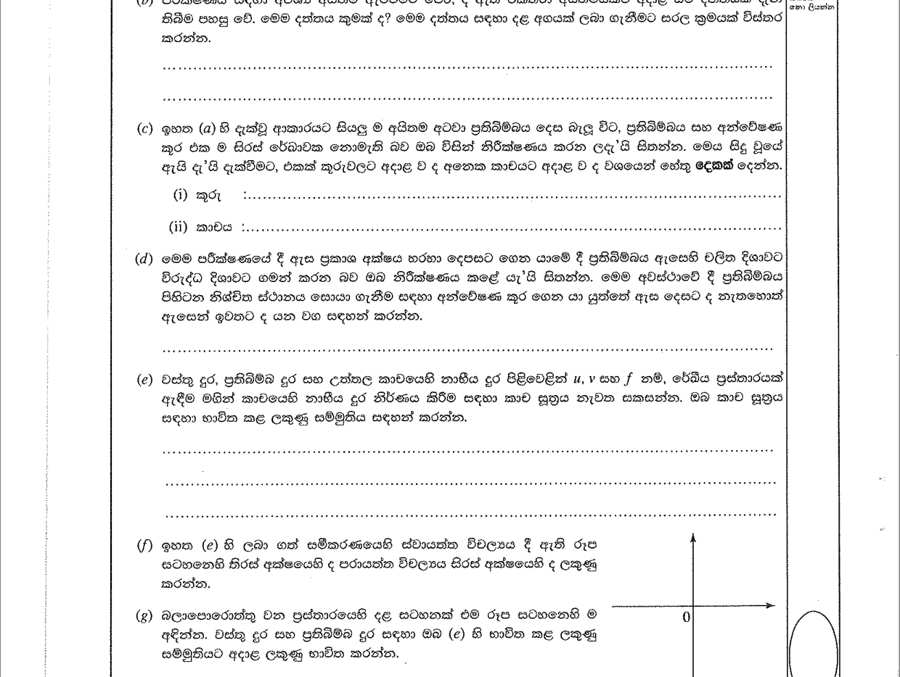 තිබීම පහසු වේ. මෙම දත්තය කුමක් ද? මෙම දත්තය සඳහා දළ අගයක් ලබා ගැනීමට සරල ක්‍රමයක් විස්තර
කරන්න.
(c) ඉහත (a) හි දැක්වූ ආකාරයට සියලු ම අයිතම අටවා ප්‍රතිබිම්බය දෙස බැලූ විට, ප්‍රතිබිම්බය සහ අන්වේෂණ
කූර එක ම සිරස් රේඛාවක නොමැති බව ඔබ විසින් නිරීක්ෂණය කරන ලදැ'යි සිතන්න. මෙය සිදු වූයේ
ඇයි දැ'යි දැක්වීමට, එකක් කූරුවලට අදාළ ව ද අනෙක කාචයට අදාළ ව ද වශයෙන් හේතු දෙකක් දෙන්න.
(i) කූරු :
(ii) කාචය :
(d) මෙම පරීක්ෂණයේ දී ඇස ප්‍රකාශ අක්ෂය හරහා දෙපසට ගෙන යාමේ දී ප්‍රතිබිම්බය ඇසෙහි චලිත දිශාවට
විරුද්ධ දිශාවට ගමන් කරන බව ඔබ නිරීක්ෂණය කළේ යැ'යි සිතන්න. මෙම අවස්ථාවේ දී ප්‍රතිබිම්බය
පිහිටන නිශ්චිත ස්ථානය සොයා ගැනීම සඳහා අන්වේෂණ කූර ගෙන යා යුත්තේ ඇස දෙසට ද නැතහොත්
ඇසෙන් ඉවතට ද යන වග සඳහන් කරන්න.
(e) වස්තු දුර, ප්‍රතිබිම්බ දුර සහ උත්තල කාචයෙහි නාභීය දුර පිළිවෙළින් u, v සහ f නම්, රේඛීය ප්‍රස්තාරයක්
ඇඳීම මගින් කාචයෙහි නාභීය දුර නිර්ණය කිරීම සඳහා කාච සූත්‍රය නැවත සකසන්න. ඔබ කාච සූත්‍රය
සඳහා භාවිත කළ ලකුණු සම්මුතිය සඳහන් කරන්න.
(f) ඉහත (e) හි ලබා ගත් සමීකරණයෙහි ස්වායත්ත විචල්‍යය දී ඇති රූප
සටහනෙහි තිරස් අක්ෂයෙහි ද පරායත්ත විචල්‍යය සිරස් අක්ෂයෙහි ද ලකුණු
කරන්න.
(g) බලාපොරොත්තු වන ප්‍රස්තාරයෙහි දළ සටහනක් එම රූප සටහනෙහි ම
අඳින්න. වස්තු දුර සහ ප්‍රතිබිම්බ දුර සඳහා ඔබ (e) හි භාවිත කළ ලකුණු
සම්මුතියට අදාළ ලකුණු භාවිත කරන්න.
0
නො ලියන්න